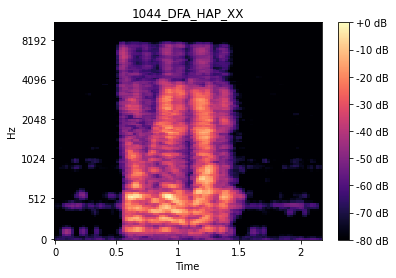 1044_DFA_HAP_XX
+0 dB
8192
-10 dB
4096
-20 dB
-30 dB
2048
-40 dB
Hz
1024
-50 dB
-60 dB
512
-70 dB
0
-80 dB
0
0.5
1
1.5
2
Time